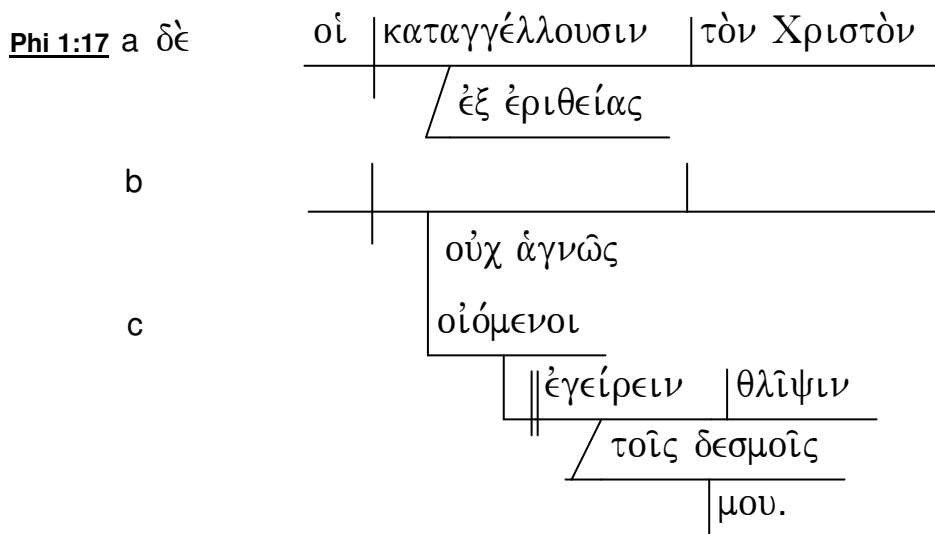 Phi 1:17 a δὲ οἱ καταγγέλλουσιν τὸν Χριστὸν
ἐξ ἐριθείας
b
οὐχ ἁγνῶς
c οἰόμενοι
ἐγείρειν θλῖψιν
τοῖς δεσμοῖς
μου.